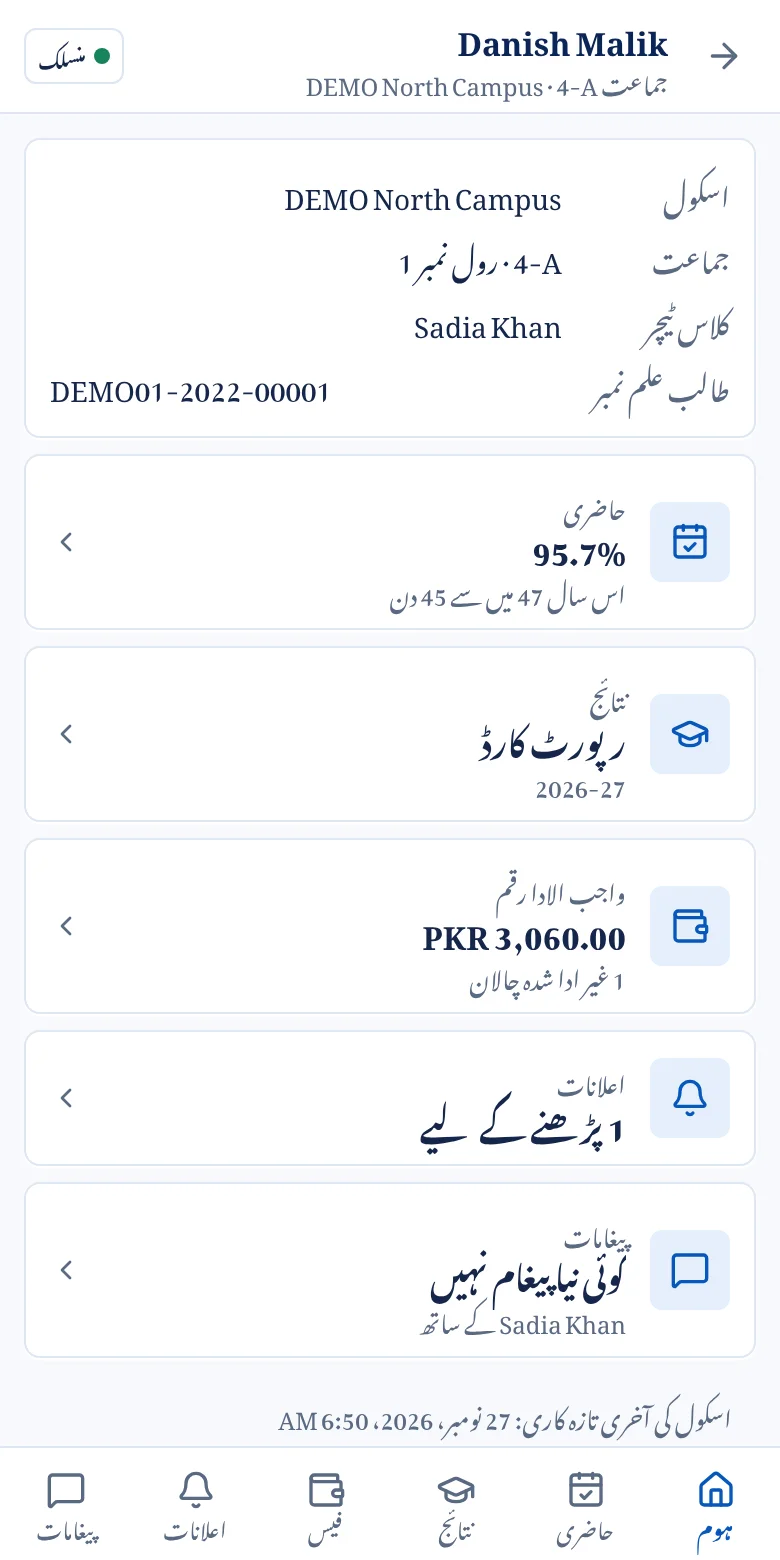 Danish Malik
جماعت 4-A · DEMO North Campus
منسلک
اسکول DEMO North Campus
جماعت 4-A · رول نمبر 1
کلاس ٹیچر Sadia Khan
طالب علم نمبر DEMO01-2022-00001
حاضری
95.7%
اس سال 47 میں سے 45 دن
نتائج
رپورٹ کارڈ
2026-27
واجب الادا رقم
PKR 3,060.00
1 غیر ادا شدہ چالان
اعلانات
1 پڑھنے کے لیے
پیغامات
کوئی نیا پیغام نہیں
Sadia Khan کے ساتھ
اسکول کی آخری تازہ کاری: 27 نومبر، 2026، 6:50 AM
ہوم
حاضری
نتائج
فیس
اعلانات
پیغامات